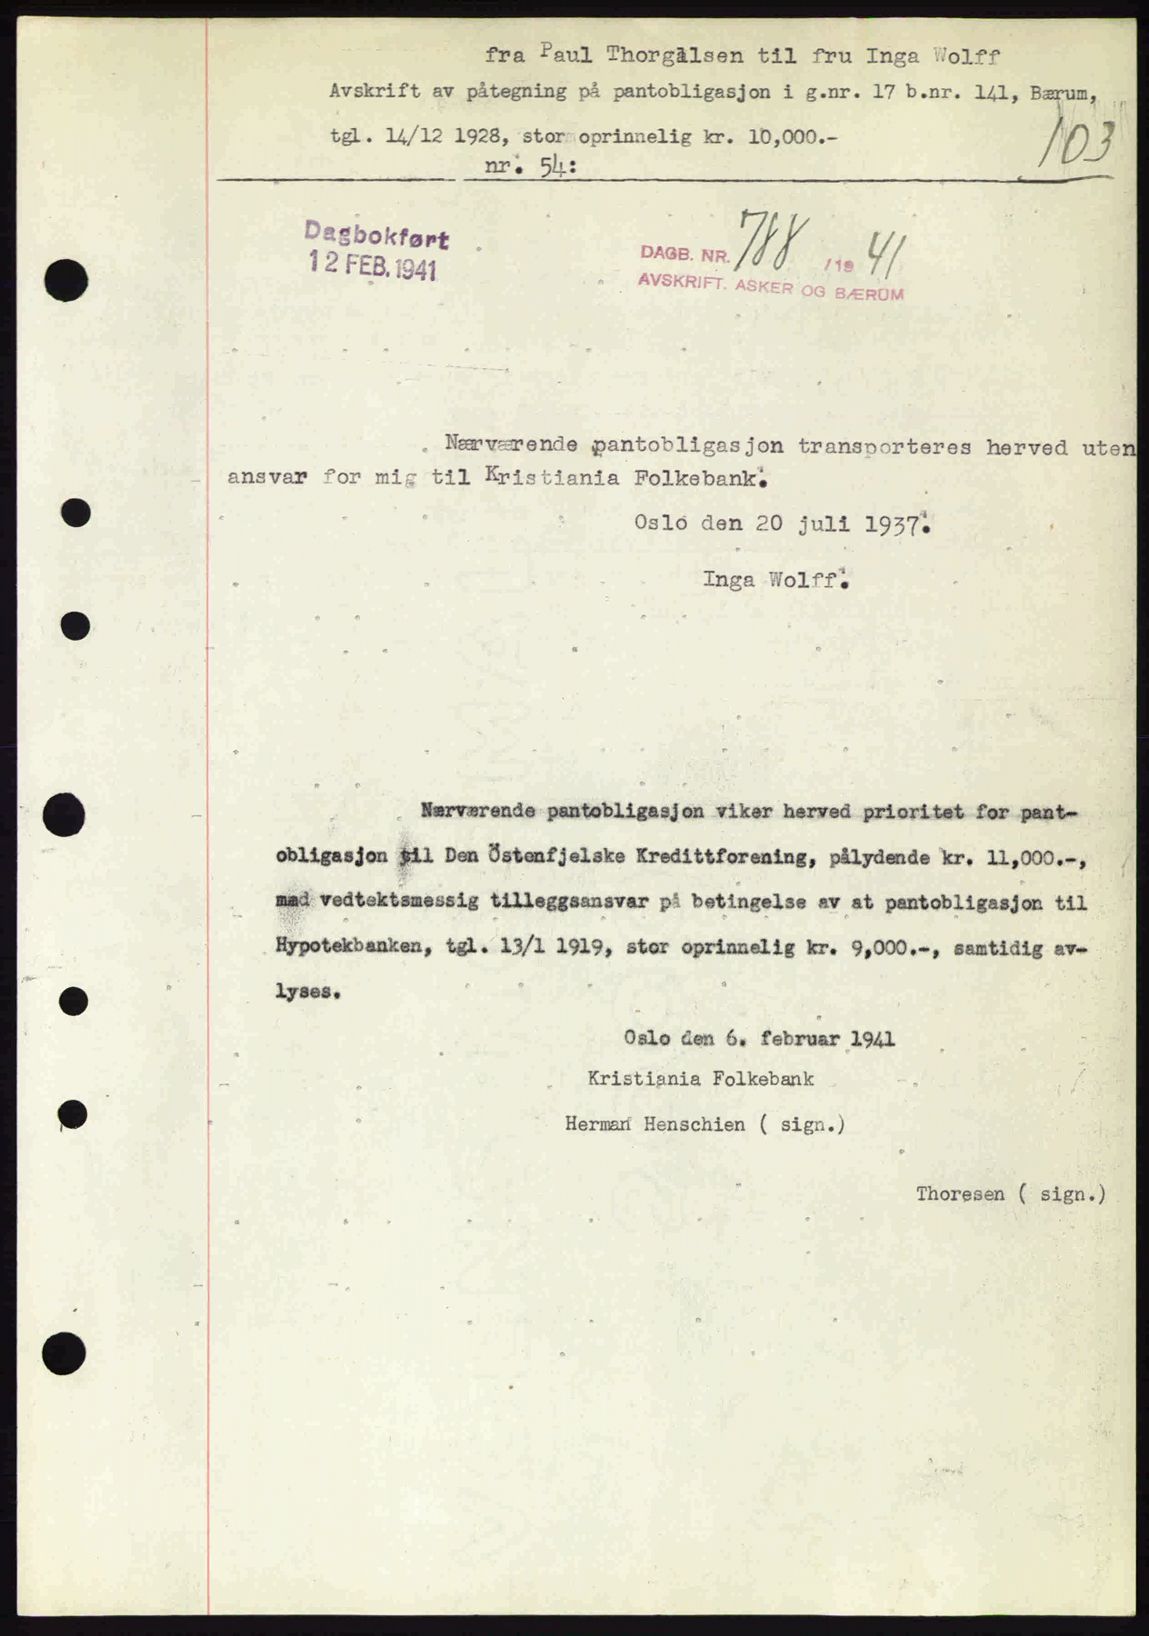 fra Paul Thorgålsen til fru Inga Wolff
Avskrift av påtegning på pantobligasjon i g.nr. 17 b.nr. 141, Bærum,
tgl. 14/12 1928, stor oprinnelig kr. 10,000.-
103
nr. 54:
Dagbokført
12 FEB. 1941
DAGB. NR. 788 /19 41
AVSKRIFT. ASKER OG BÆRUM
Nærværende pantobligasjon transporteres herved uten
ansvar for mig til Kristiania Folkebank.
Oslo den 20 juli 1937.
Inga Wolff.
Nærværende pantobligasjon viker herved prioritet for pant-
obligasjon til Den Östenfjelske Kredittforening, pålydende kr. 11,000.-,
mad vedtektsmessig tilleggsansvar på betingelse av at pantobligasjon til
Hypotekbanken, tgl. 13/1 1919, stor oprinnelig kr. 9,000.-, samtidig av-
lyses.
Oslo den 6. februar 1941
Kristiania Folkebank
Herman Henschien ( sign.)
Thoresen ( sign.)